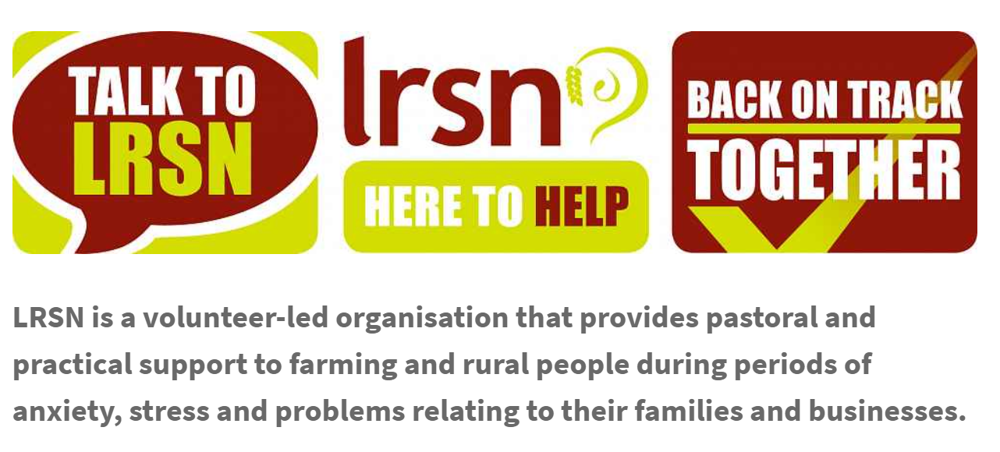 TALK TO
LRSN
lrsn
HERE TO HELP
BACK ON TRACK
TOGETHER
LRSN is a volunteer-led organisation that provides pastoral and
practical support to farming and rural people during periods of
anxiety, stress and problems relating to their families and businesses.